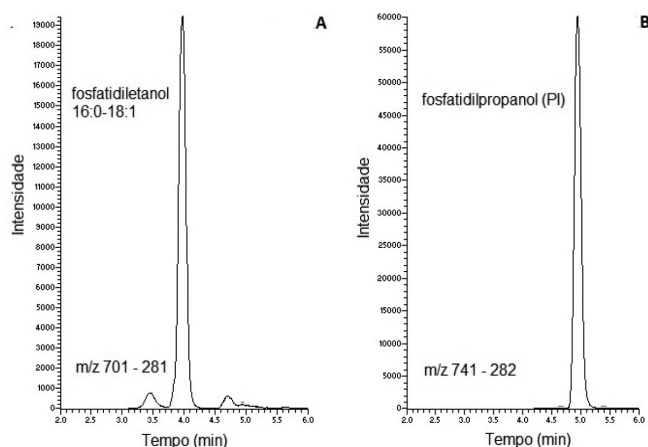 A
fosfatidiletanol
16:0-18:1
Intensidade
19000
18000
17000
16000
15000
14000
13000
12000
11000
10000
9000
8000
7000
6000
5000
4000
3000
2000
1000
0
m/z 701 - 281
2.0 2.5 3.0 3.5 4.0 4.5 5.0 5.5 6.0
Tempo (min)
B
fosfatidilpropanol (PI)
Intensidade
60000
55000
50000
45000
40000
35000
30000
25000
20000
15000
10000
5000
0
m/z 741 - 282
2.0 2.5 3.0 3.5 4.0 4.5 5.0 5.5 6.0
Tempo (min)